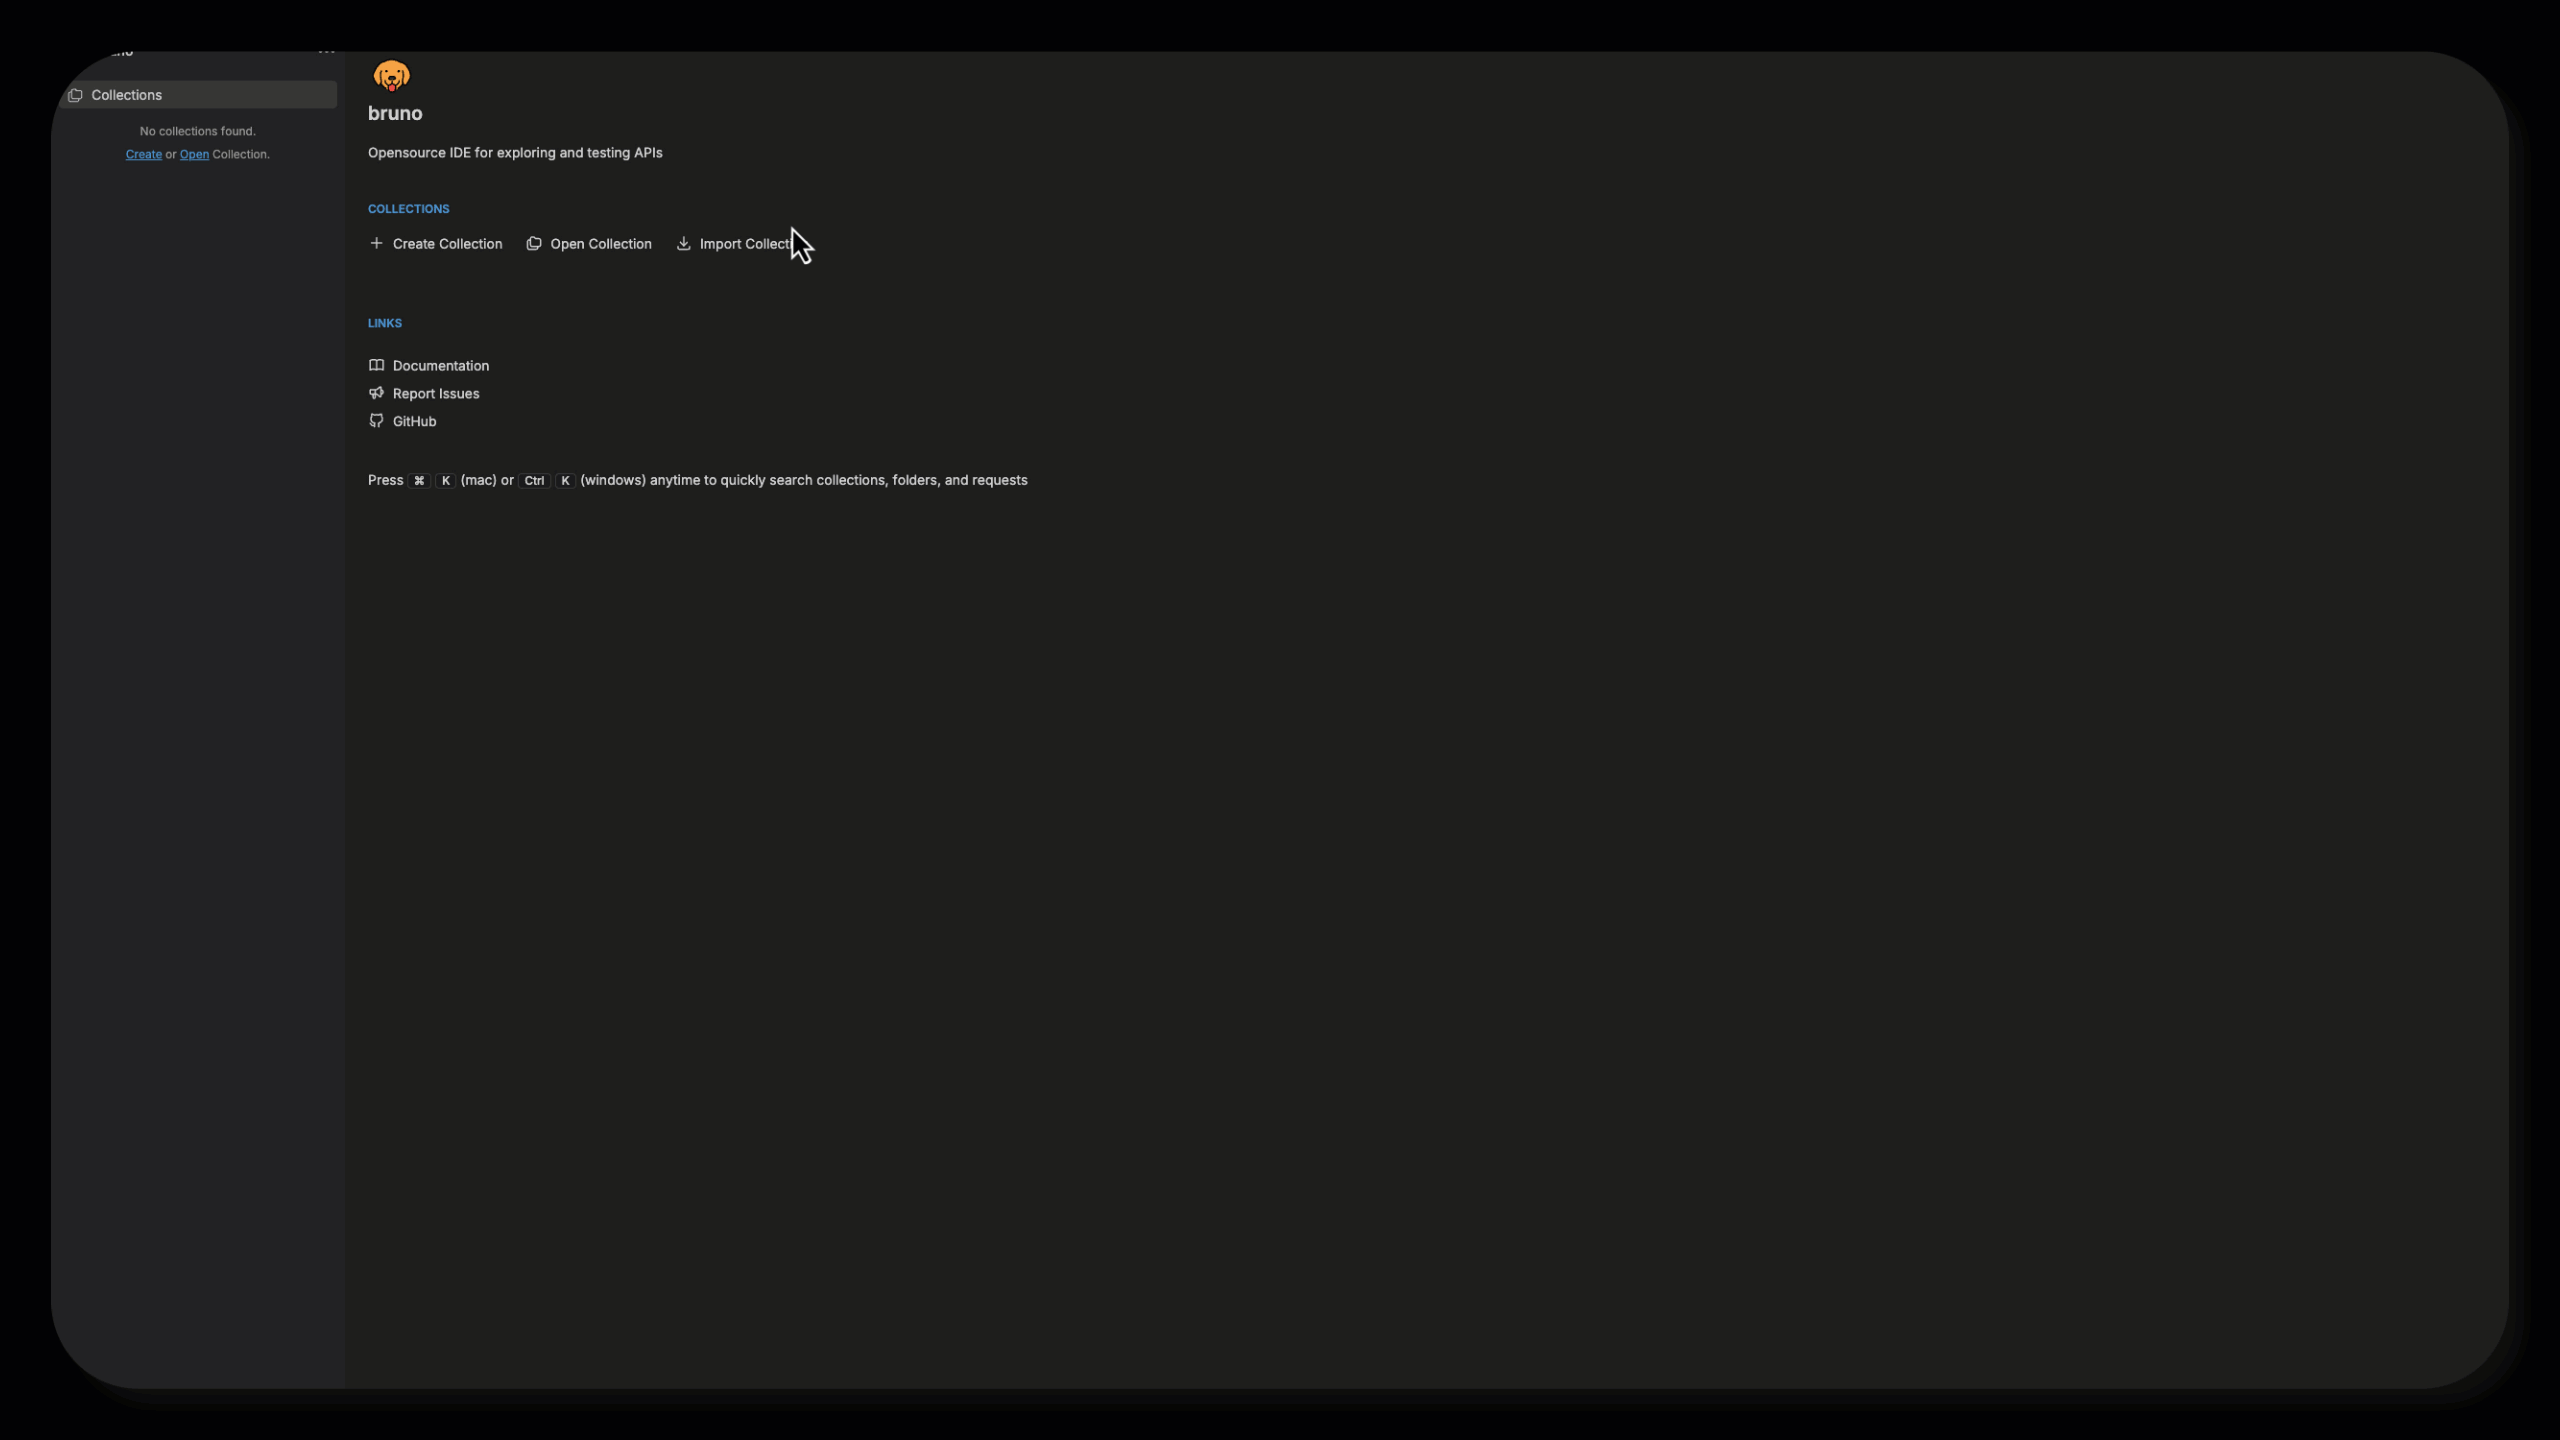 Collections
No collections found.
Create or Open Collection.
bruno
Opensource IDE for exploring and testing APIs
COLLECTIONS
Create Collection
Open Collection
Import Collecti
LINKS
Documentation
Report Issues
GitHub
Press ⌘ K (mac) or Ctrl K (windows) anytime to quickly search collections, folders, and requests